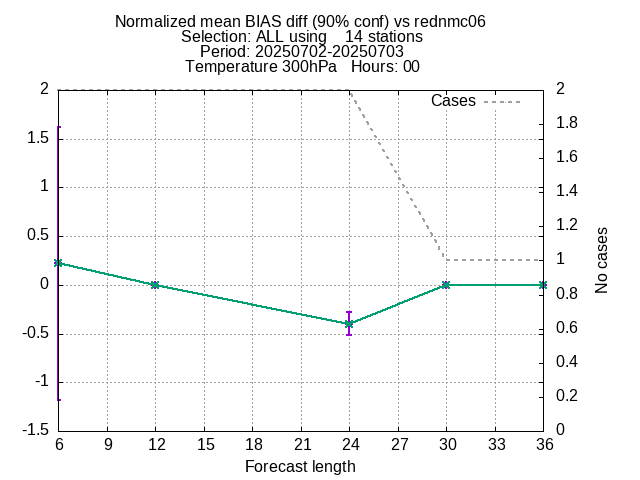 Normalized mean BIAS diff (90% conf) vs rednmc06
Selection: ALL using    14 stations
Period: 20250702-20250703
Temperature 300hPa   Hours: 00
Cases
2
1.5
1
0.5
0
-0.5
-1
-1.5
2
1.8
1.6
1.4
1.2
1
0.8
0.6
0.4
0.2
0
No cases
6 9 12 15 18 21 24 27 30 33 36
Forecast length